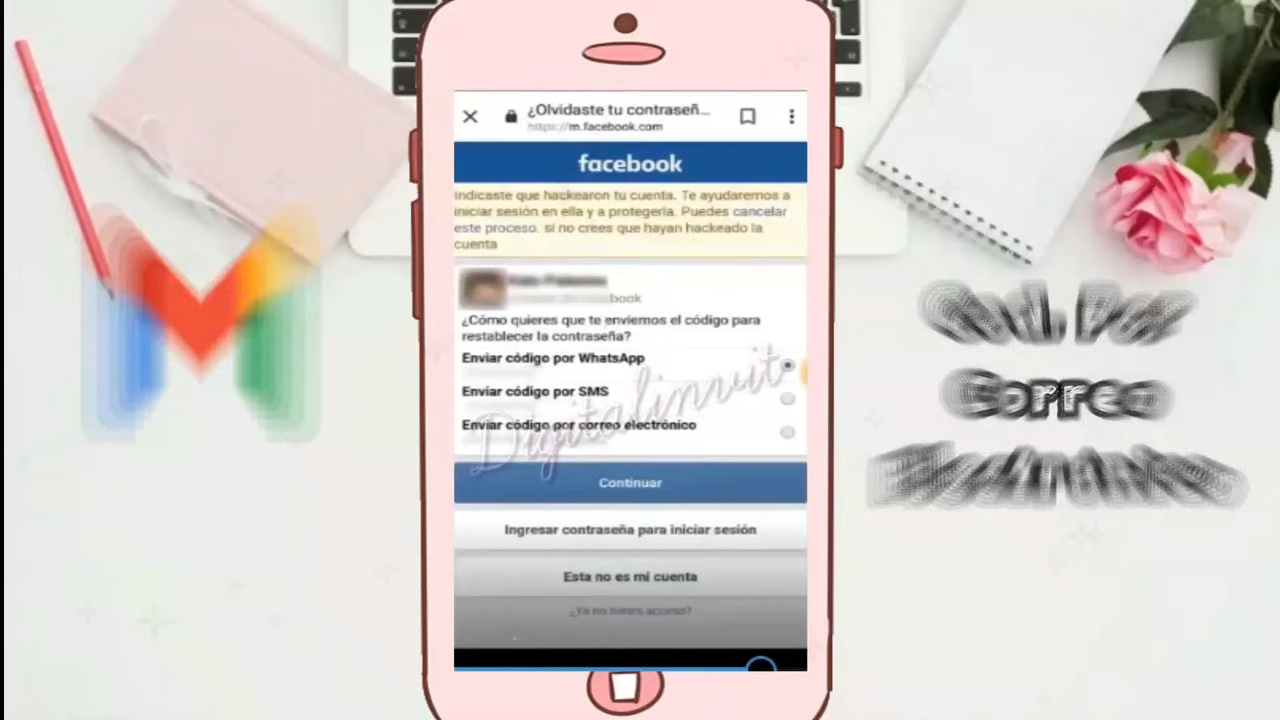 ¿Olvidaste tu contraseñ...
https://m.facebook.com
facebook
Indicaste que hackearon tu cuenta. Te ayudaremos a
iniciar sesión en ella y a protegerla. Puedes cancelar
este proceso. si no crees que hayan hackeado la
cuenta
book
¿Cómo quieres que te enviemos el código para
restablecer la contraseña?
Enviar código por WhatsApp
Enviar código por SMS
Enviar código por correo electrónico
Digitalinvit
Continuar
Ingresar contraseña para iniciar sesión
Esta no es mi cuenta
¿Ya no tienes acceso?
Correo